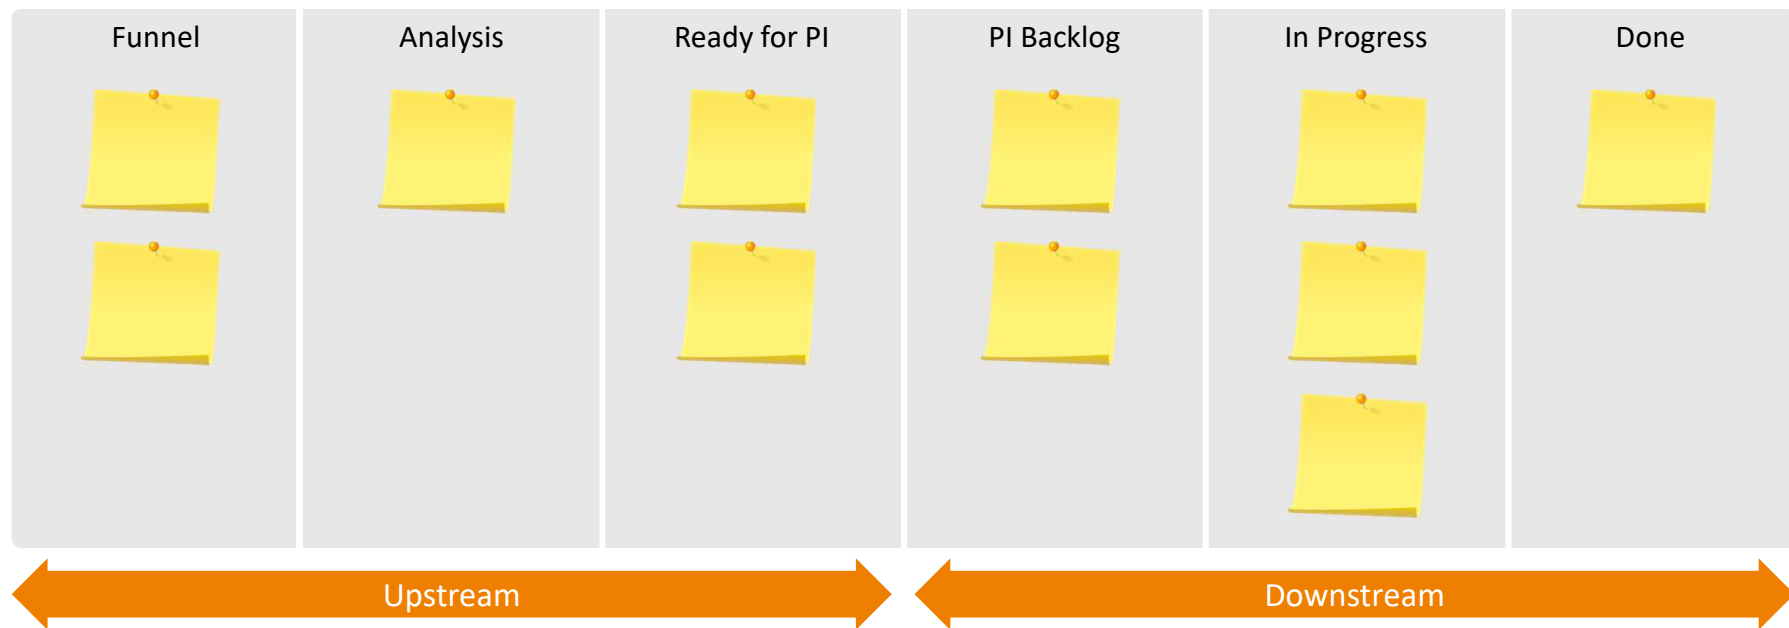 Funnel
Analysis
Ready for PI
PI Backlog
In Progress
Done
Upstream
Downstream